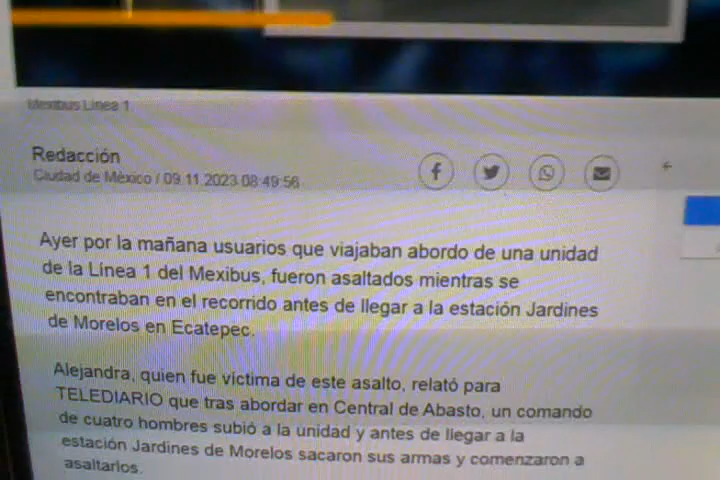 Mexibus Línea 1.
Redacción
Ciudad de México / 09.11.2023 08:49:56
Ayer por la mañana usuarios que viajaban abordo de una unidad
de la Línea 1 del Mexibus, fueron asaltados mientras se
encontraban en el recorrido antes de llegar a la estación Jardines
de Morelos en Ecatepec.
Alejandra, quien fue víctima de este asalto, relató para
TELEDIARIO que tras abordar en Central de Abasto, un comando
de cuatro hombres subió a la unidad y antes de llegar a la
estación Jardines de Morelos sacaron sus armas y comenzaron a
asaltarlos.